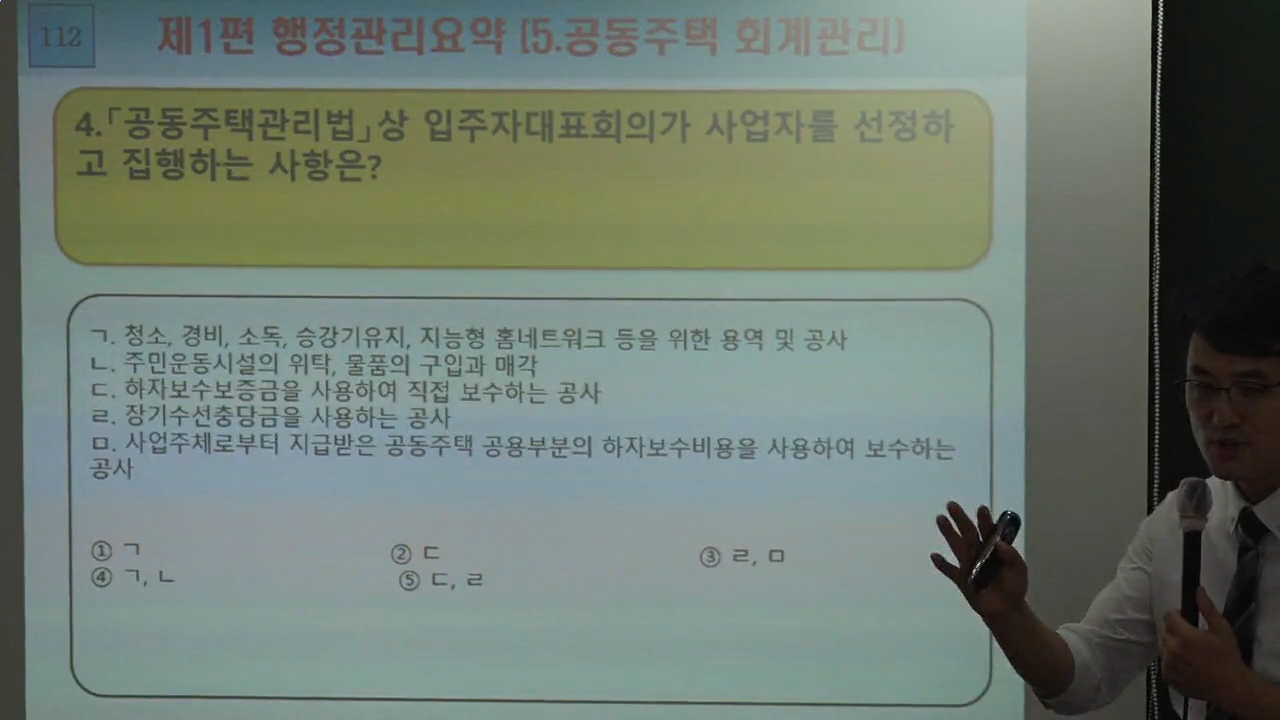 112
제1편 행정관리요약 (5.공동주택 회계관리)
4.「공동주택관리법」상 입주자대표회의가 사업자를 선정하
고 집행하는 사항은?
ㄱ. 청소, 경비, 소독, 승강기유지, 지능형 홈네트워크 등을 위한 용역 및 공사
ㄴ. 주민운동시설의 위탁, 물품의 구입과 매각
ㄷ. 하자보수보증금을 사용하여 직접 보수하는 공사
ㄹ. 장기수선충당금을 사용하는 공사
ㅁ. 사업주체로부터 지급받은 공동주택 공용부분의 하자보수비용을 사용하여 보수하는
공사
① ㄱ ② ㄷ ③ ㄹ, ㅁ
④ ㄱ, ㄴ ⑤ ㄷ, ㄹ